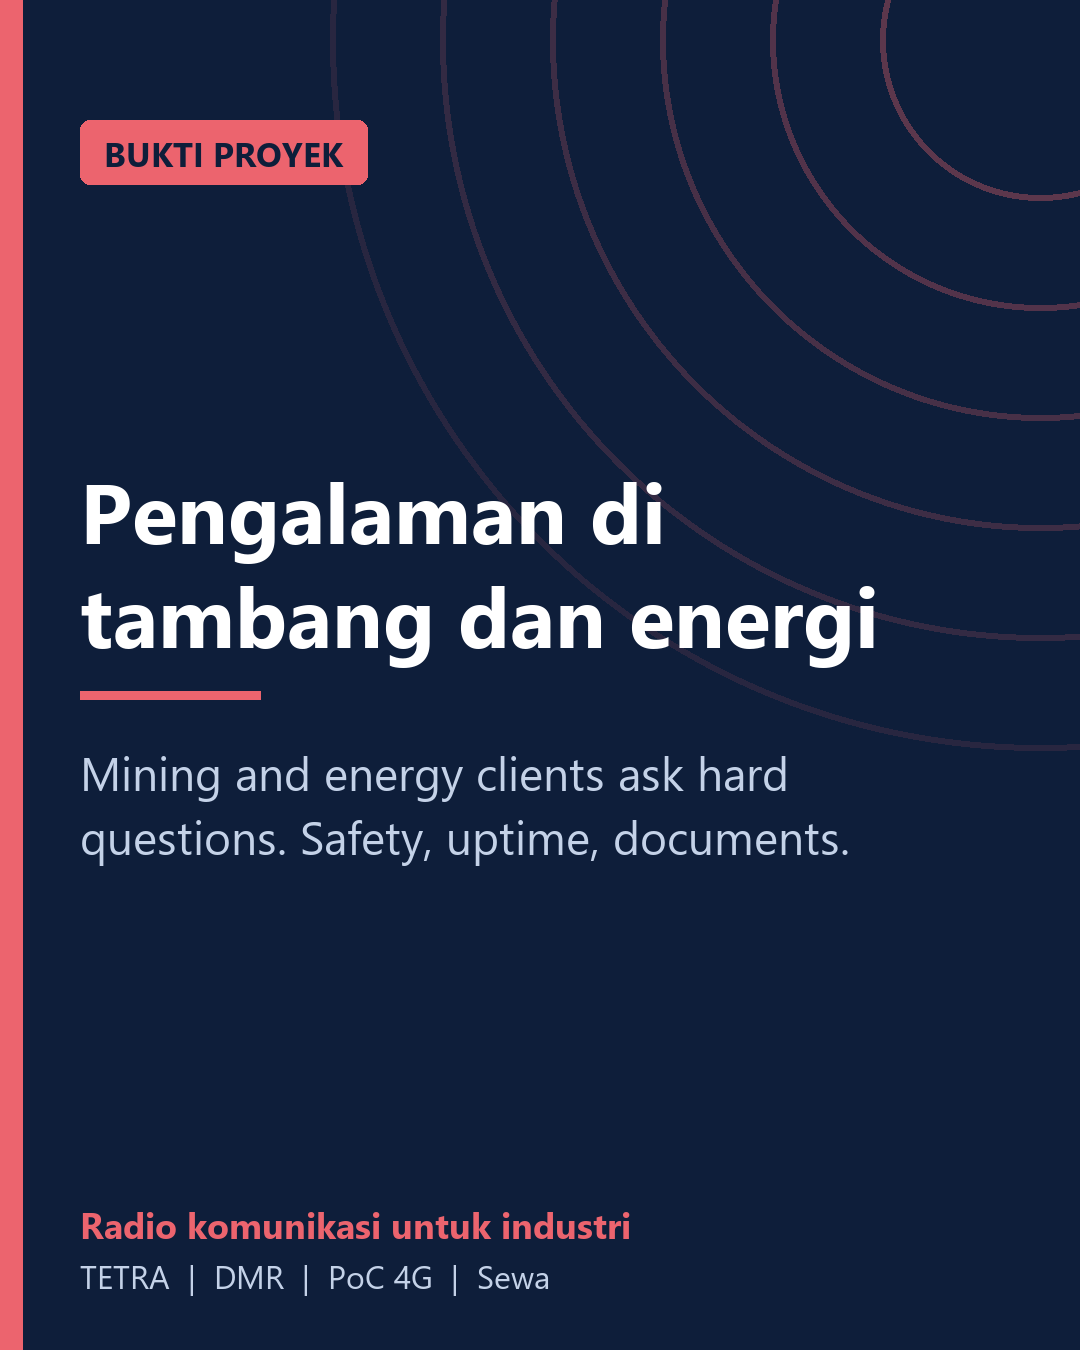 BUKTI PROYEK
Pengalaman di
tambang dan energi
Mining and energy clients ask hard
questions. Safety, uptime, documents.
Radio komunikasi untuk industri
TETRA | DMR | PoC 4G | Sewa